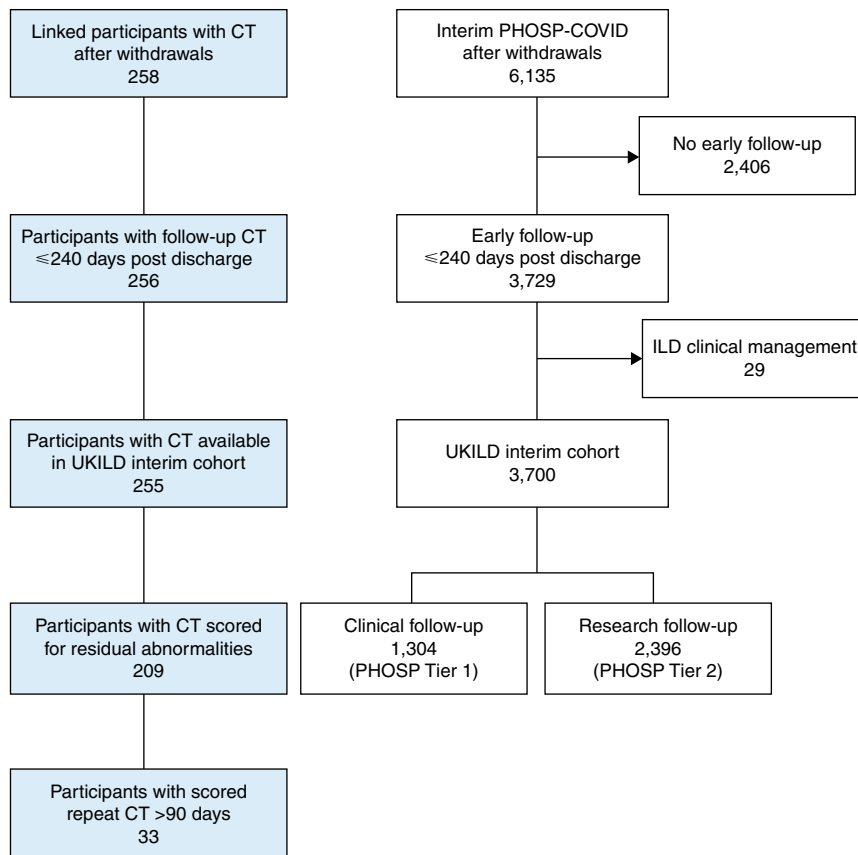 Linked participants with CT
after withdrawals
258
Interim PHOSP-COVID
after withdrawals
6,135
No early follow-up
2,406
Participants with follow-up CT
⩽240 days post discharge
256
Early follow-up
⩽240 days post discharge
3,729
ILD clinical management
29
Participants with CT available
in UKILD interim cohort
255
UKILD interim cohort
3,700
Participants with CT scored
for residual abnormalities
209
Clinical follow-up
1,304
(PHOSP Tier 1)
Research follow-up
2,396
(PHOSP Tier 2)
Participants with scored
repeat CT >90 days
33